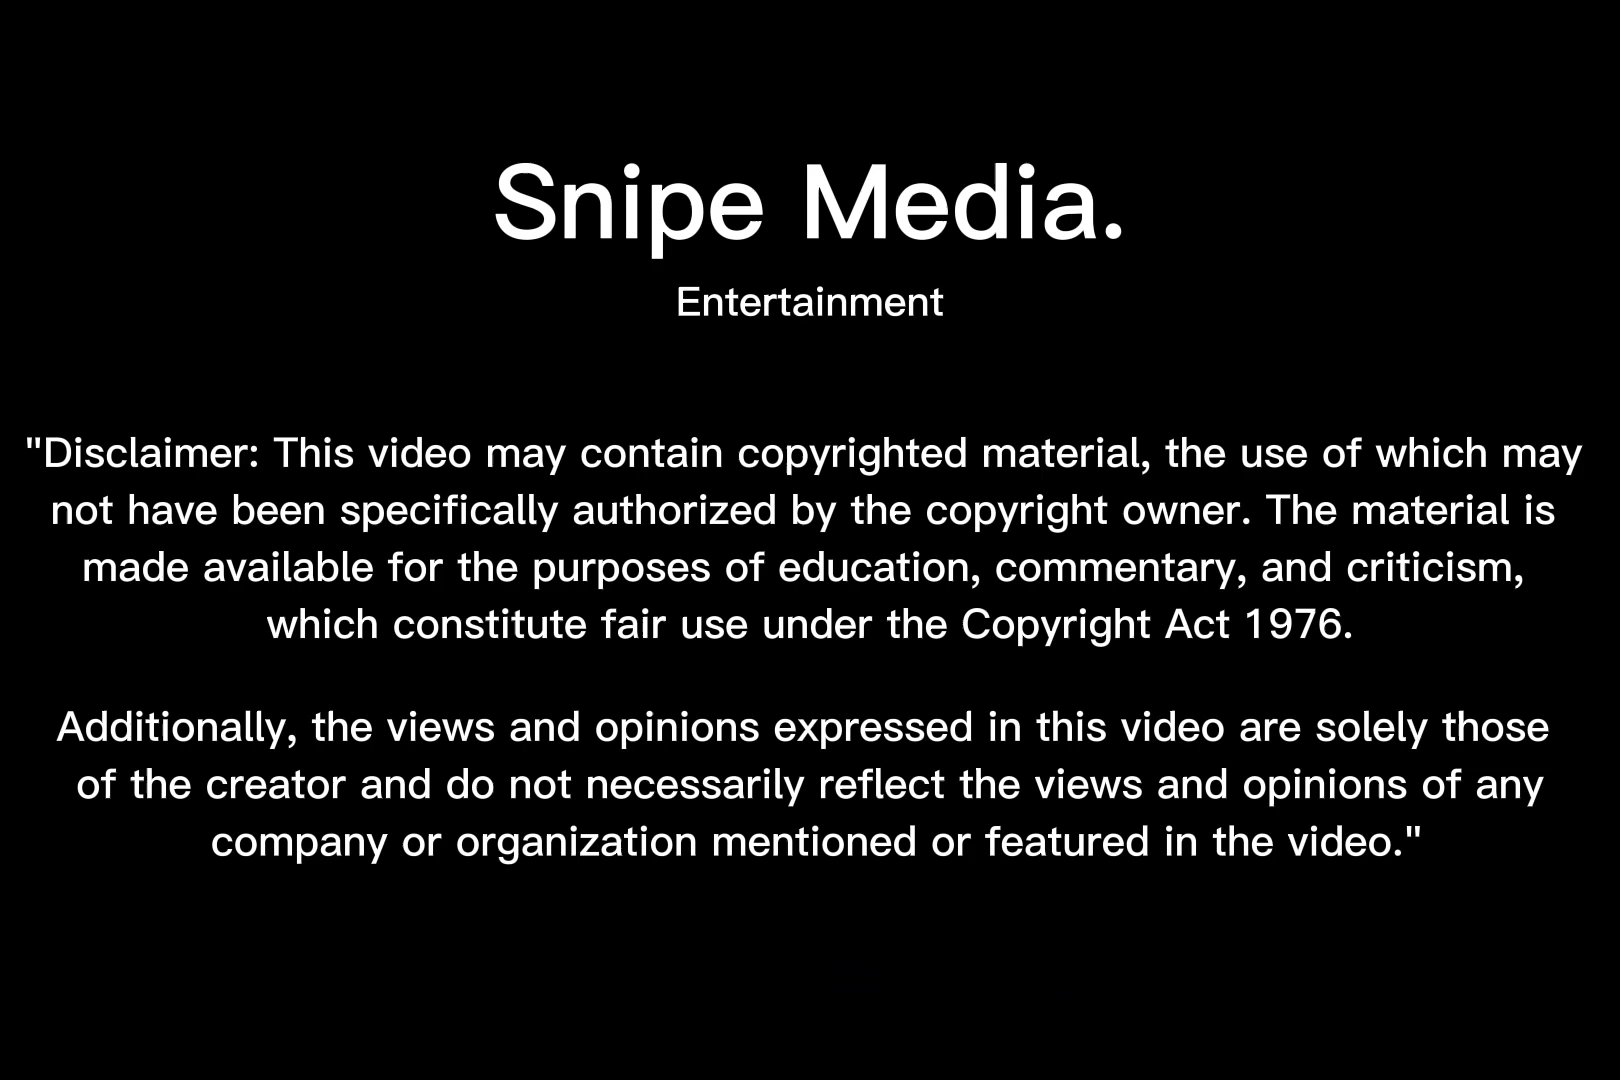 Snipe Media.
Entertainment
"Disclaimer: This video may contain copyrighted material, the use of which may
not have been specifically authorized by the copyright owner. The material is
made available for the purposes of education, commentary, and criticism,
which constitute fair use under the Copyright Act 1976.
Additionally, the views and opinions expressed in this video are solely those
of the creator and do not necessarily reflect the views and opinions of any
company or organization mentioned or featured in the video."